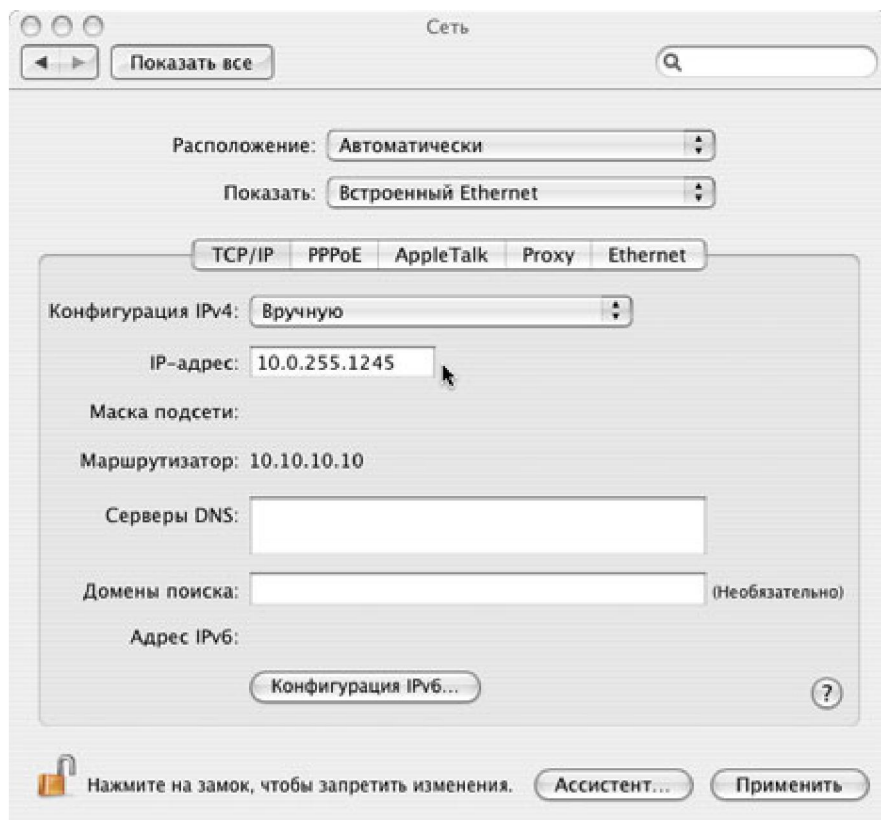 Сеть
Показать все
Расположение: Автоматически
Показать: Встроенный Ethernet
TCP/IP PPPoE AppleTalk Proxy Ethernet
Конфигурация IPv4: Вручную
IP-адрес: 10.0.255.1245
Маска подсети:
Маршрутизатор: 10.10.10.10
Серверы DNS:
Домены поиска: (Необязательно)
Адрес IPv6:
Конфигурация IPv6...
?
Нажмите на замок, чтобы запретить изменения. Ассистент... Применить